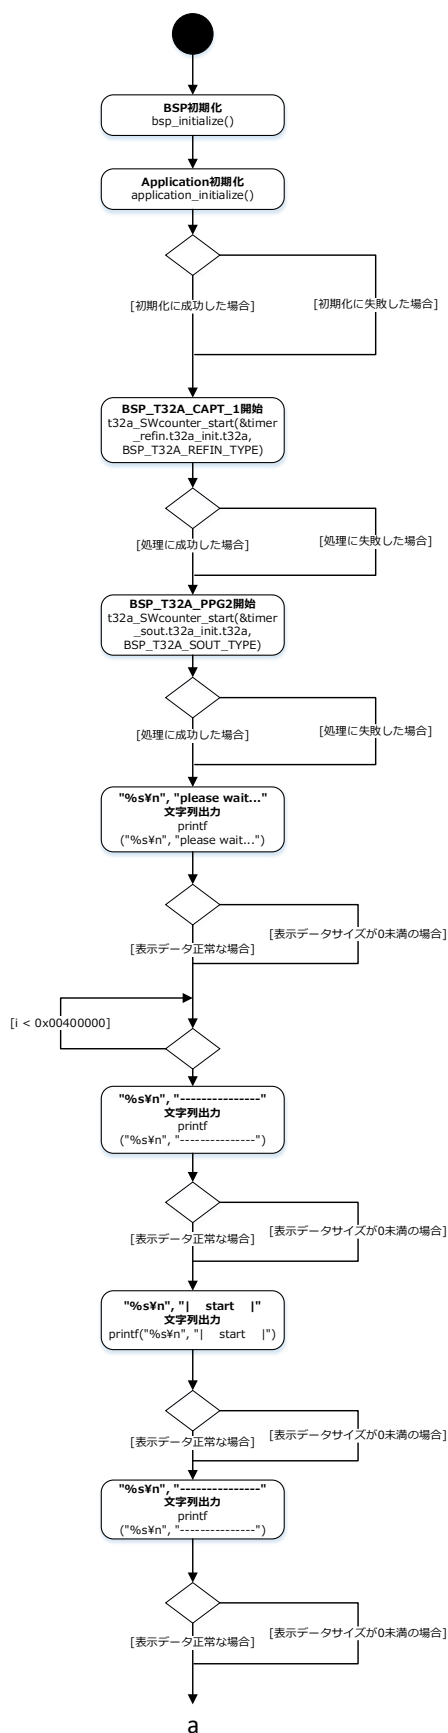 BSP初期化
bsp_initialize()
Application初期化
application_initialize()
[初期化に成功した場合]
[初期化に失敗した場合]
BSP_T32A_CAPT_1開始
t32a_SWcounter_start(&timer
_refin.t32a_init.t32a,
BSP_T32A_REFIN_TYPE)
[処理に成功した場合]
[処理に失敗した場合]
BSP_T32A_PPG2開始
t32a_SWcounter_start(&timer
_sout.t32a_init.t32a,
BSP_T32A_SOUT_TYPE)
[処理に成功した場合]
[処理に失敗した場合]
"%s¥n", "please wait..."
文字列出力
printf
("%s¥n", "please wait...")
[表示データサイズが0未満の場合]
[表示データ正常な場合]
[i < 0x00400000]
"%s¥n", "---------------"
文字列出力
printf
("%s¥n", "---------------")
[表示データサイズが0未満の場合]
[表示データ正常な場合]
"%s¥n", "|    start    |"
文字列出力
printf("%s¥n", "|    start    |")
[表示データサイズが0未満の場合]
[表示データ正常な場合]
"%s¥n", "---------------"
文字列出力
printf
("%s¥n", "---------------")
[表示データサイズが0未満の場合]
[表示データ正常な場合]
a